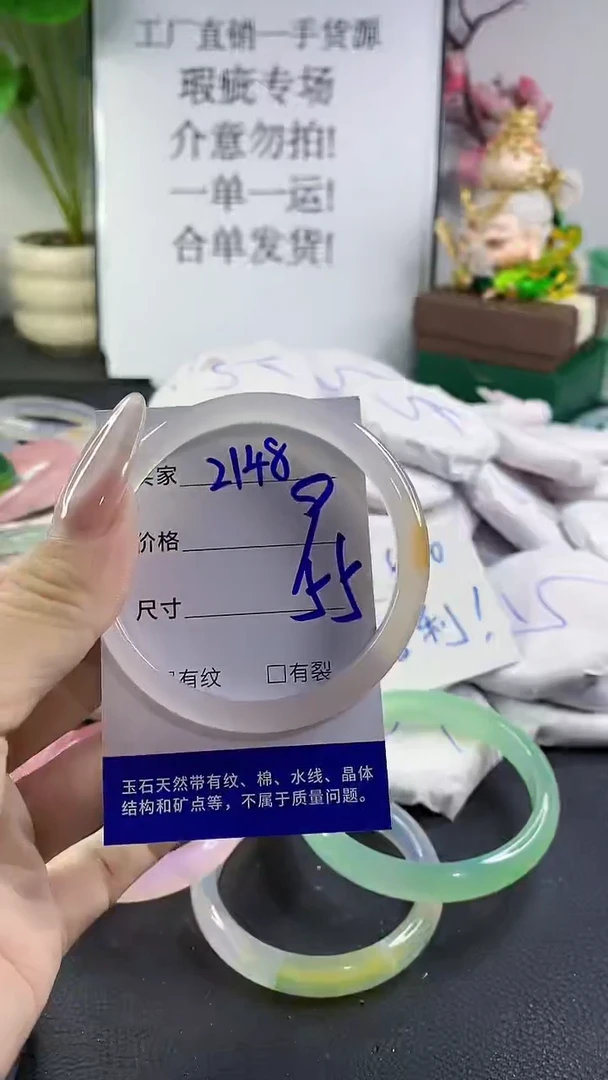 工厂直销一手货源
瑕疵专场
介意勿拍!
一单一运!
合单发货!
家 2148
9
价格
尺寸 55
有纹 □有裂
利!
玉石天然带有纹、棉、水线、晶体
结构和矿点等，不属于质量问题。